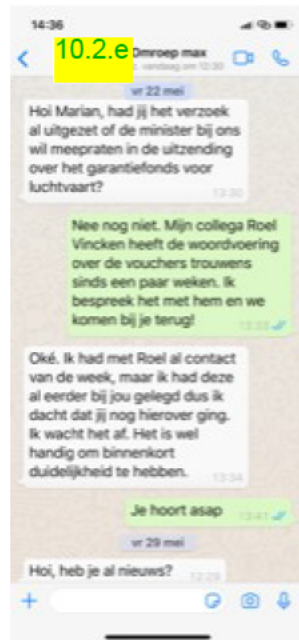 14:36
10.2.e
Omroep max
vandaag om 12:30
vr 22 mei
Hoi Marian, had jij het verzoek
al uitgezet of de minister bij ons
wil meepraten in de uitzending
over het garantiefonds voor
luchtvaart?
13:30
Nee nog niet. Mijn collega Roel
Vincken heeft de woordvoering
over de vouchers trouwens
sinds een paar weken. Ik
bespreek het met hem en we
komen bij je terug!
13:33
Oké. Ik had met Roel al contact
van de week, maar ik had deze
al eerder bij jou gelegd dus ik
dacht dat jij nog hierover ging.
Ik wacht het af. Het is wel
handig om binnenkort
duidelijkheid te hebben.
13:34
Je hoort asap
13:41
vr 29 mei
Hoi, heb je al nieuws?
12:29